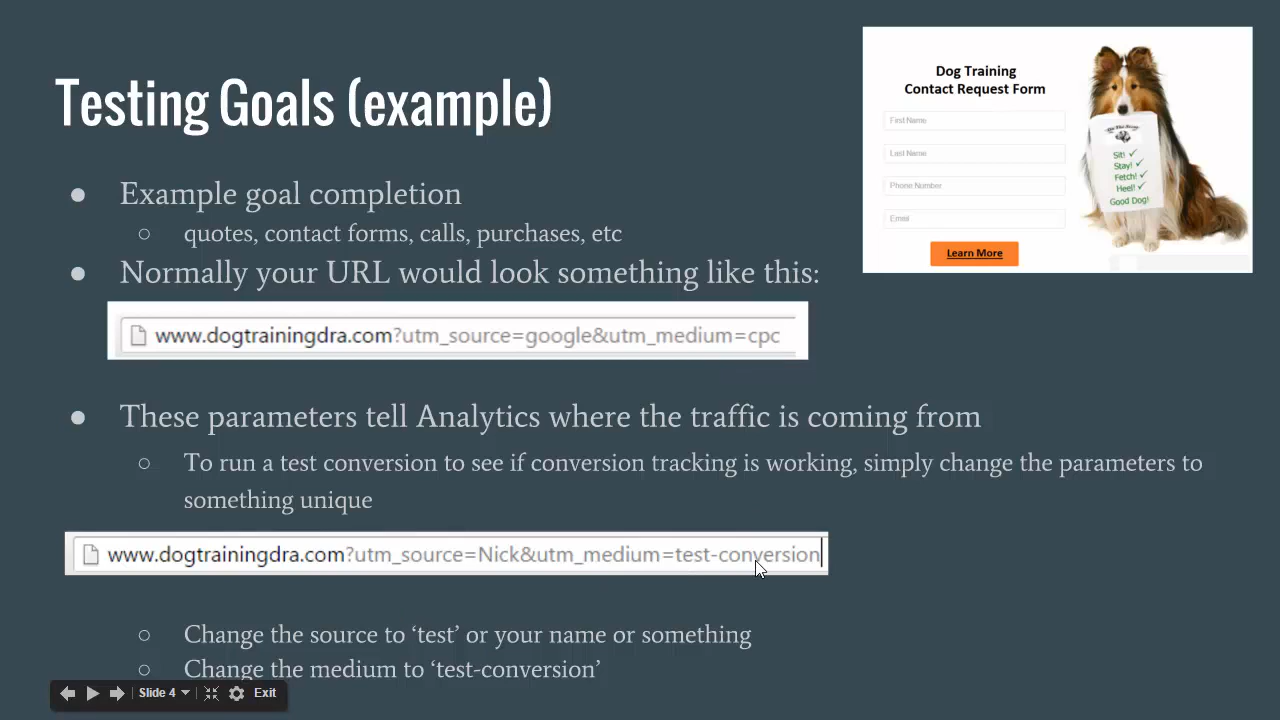 Testing Goals (example)
Dog Training
Contact Request Form
First Name
Last Name
Phone Number
Email
Learn More
Sit! ✓
Stay! ✓
Fetch! ✓
Heel! ✓
Good Dog!
● Example goal completion
○ quotes, contact forms, calls, purchases, etc
● Normally your URL would look something like this:
www.dogtrainingdra.com?utm_source=google&utm_medium=cpc
● These parameters tell Analytics where the traffic is coming from
○ To run a test conversion to see if conversion tracking is working, simply change the parameters to
something unique
www.dogtrainingdra.com?utm_source=Nick&utm_medium=test-conversion
○ Change the source to ‘test’ or your name or something
○ Change the medium to ‘test-conversion’
Slide 4
Exit